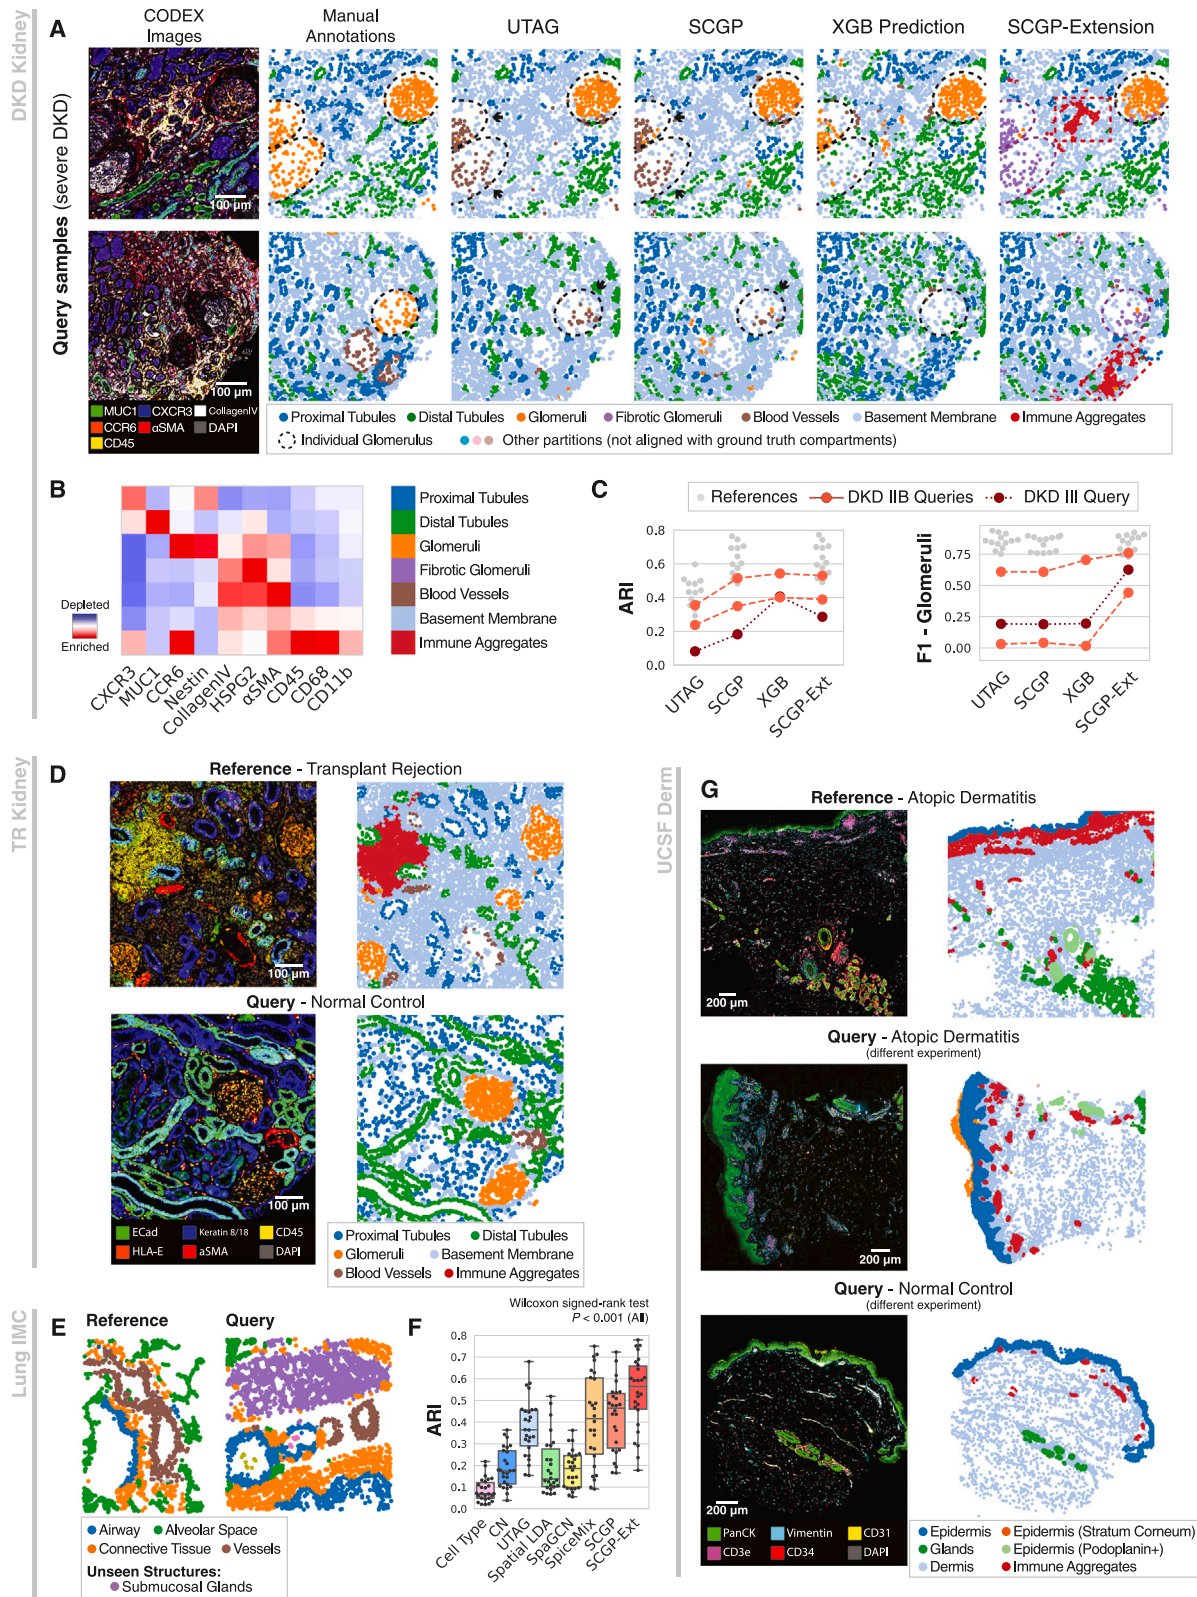 DKD Kidney
A
CODEX
Images
Manual
Annotations
UTAG
SCGP
XGB Prediction
SCGP-Extension
Query samples (severe DKD)
100 µm
100 µm
MUC1 CXCR3 CollagenIV
CCR6 αSMA DAPI
CD45
Proximal Tubules Distal Tubules Glomeruli Fibrotic Glomeruli Blood Vessels Basement Membrane Immune Aggregates
Individual Glomerulus Other partitions (not aligned with ground truth compartments)
B
Depleted
Enriched
Proximal Tubules
Distal Tubules
Glomeruli
Fibrotic Glomeruli
Blood Vessels
Basement Membrane
Immune Aggregates
CXCR3
MUC1
CCR6
Nestin
CollagenIV
HSPG2
αSMA
CD45
CD68
CD11b
C
References DKD IIB Queries DKD III Query
ARI
0.8
0.6
0.4
0.2
0.0
UTAG
SCGP
XGB
SCGP-Ext
F1 - Glomeruli
0.75
0.50
0.25
0.00
UTAG
SCGP
XGB
SCGP-Ext
TR Kidney
D
Reference - Transplant Rejection
100 µm
Query - Normal Control
100 µm
ECad Keratin 8/18 CD45
HLA-E aSMA DAPI
Proximal Tubules Distal Tubules
Glomeruli Basement Membrane
Blood Vessels Immune Aggregates
Lung IMC
E
Reference
Query
Airway Alveolar Space
Connective Tissue Vessels
Unseen Structures:
Submucosal Glands
F
Wilcoxon signed-rank test
P < 0.001 (All)
ARI
0.8
0.7
0.6
0.5
0.4
0.3
0.2
0.1
0.0
Cell Type
CN
UTAG
Spatial LDA
SpaGCN
SpiceMix
SCGP
SCGP-Ext
UCSF Derm
G
Reference - Atopic Dermatitis
200 µm
Query - Atopic Dermatitis
(different experiment)
200 µm
Query - Normal Control
(different experiment)
200 µm
PanCK Vimentin CD31
CD3e CD34 DAPI
Epidermis Epidermis (Stratum Corneum)
Glands Epidermis (Podoplanin+)
Dermis Immune Aggregates